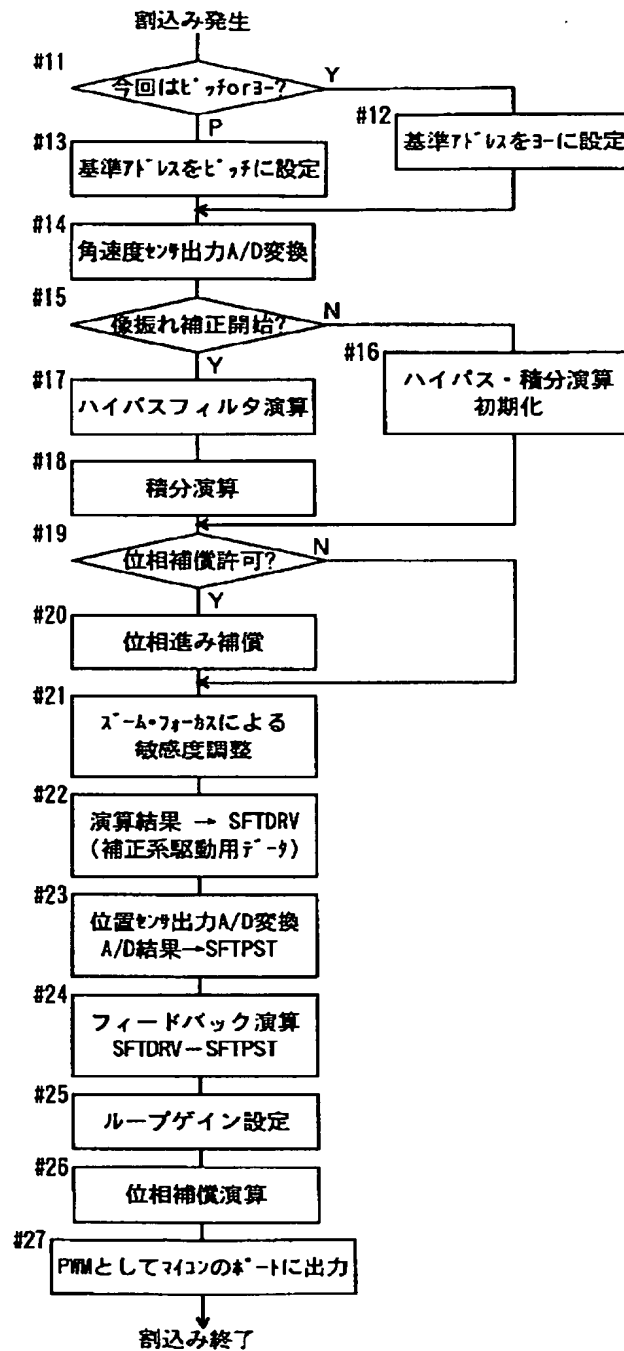 割込み発生
#11
今回はﾋﾟｯﾁorﾖｰ?
Y
P
#12
基準ｱﾄﾞﾚｽをﾖｰに設定
#13
基準ｱﾄﾞﾚｽをﾋﾟｯﾁに設定
#14
角速度ｾﾝｻ出力A/D変換
#15
像振れ補正開始?
N
Y
#16
ハイパス・積分演算
初期化
#17
ハイパスフィルタ演算
#18
積分演算
#19
位相補償許可?
N
Y
#20
位相進み補償
#21
ｽﾞｰﾑ・ﾌｫｰｶｽによる
敏感度調整
#22
演算結果 → SFTDRV
(補正系駆動用ﾃﾞｰﾀ)
#23
位置ｾﾝｻ出力A/D変換
A/D結果→SFTPST
#24
フィードバック演算
SFTDRV－SFTPST
#25
ループゲイン設定
#26
位相補償演算
#27
PWMとしてﾏｲｺﾝのﾎﾟｰﾄに出力
割込み終了